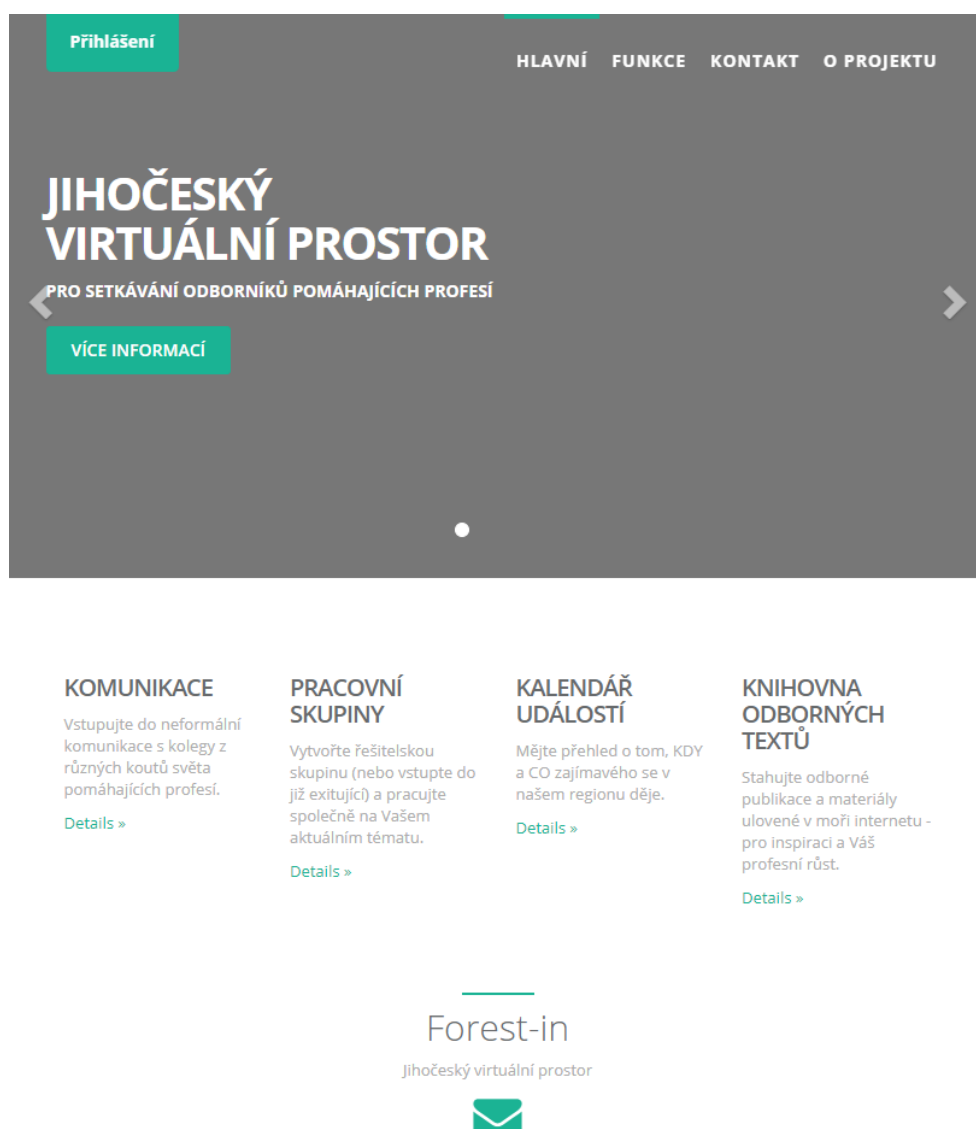 Přihlášení
HLAVNÍ FUNKCE KONTAKT O PROJEKTU
JIHOČESKÝ
VIRTUÁLNÍ PROSTOR
PRO SETKÁVÁNÍ ODBORNÍKŮ POMÁHAJÍCÍCH PROFESÍ
VÍCE INFORMACÍ
KOMUNIKACE
Vstupujte do neformální
komunikace s kolegy z
různých koutů světa
pomáhajících profesí.
Details »
PRACOVNÍ
SKUPINY
Vytvořte řešitelskou
skupinu (nebo vstupte do
již exitující) a pracujte
společně na Vašem
aktuálním tématu.
Details »
KALENDÁŘ
UDÁLOSTÍ
Mějte přehled o tom, KDY
a CO zajímavého se v
našem regionu děje.
Details »
KNIHOVNA
ODBORNÝCH
TEXTŮ
Stahujte odborné
publikace a materiály
ulovené v moři internetu -
pro inspiraci a Váš
profesní růst.
Details »
Forest-in
Jihočeský virtuální prostor